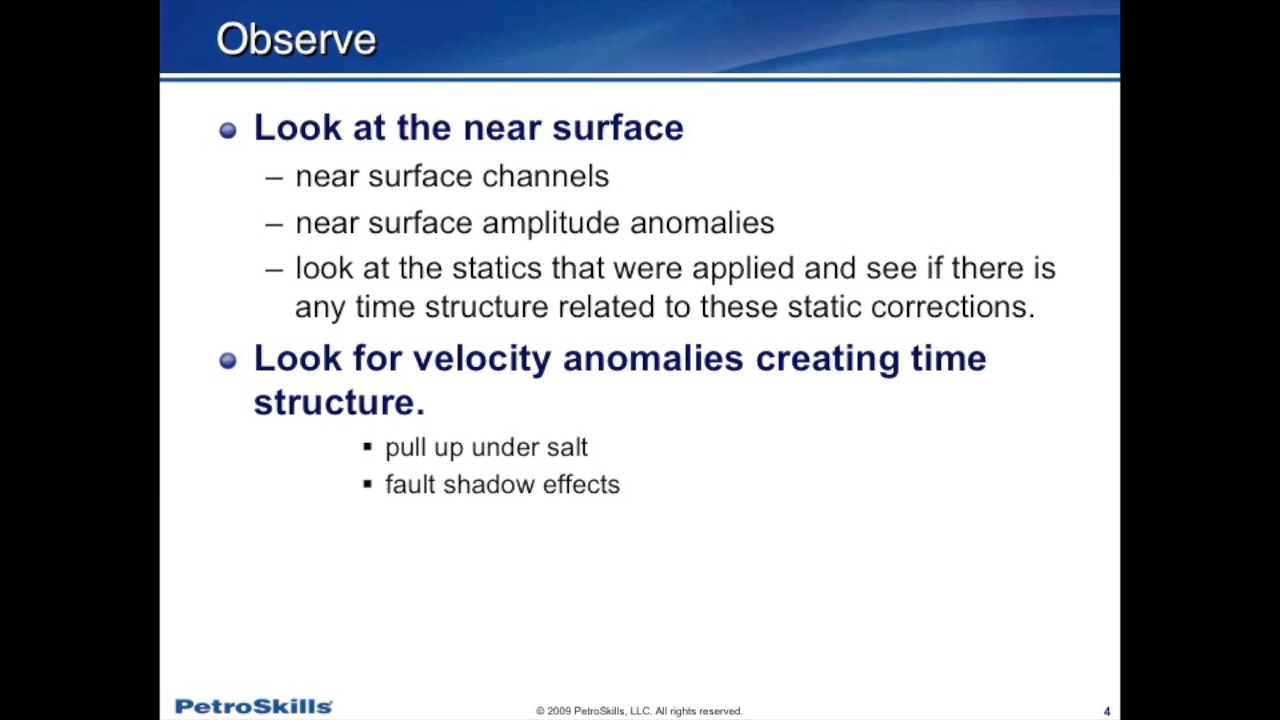 Observe
Look at the near surface
– near surface channels
– near surface amplitude anomalies
– look at the statics that were applied and see if there is
any time structure related to these static corrections.
Look for velocity anomalies creating time
structure.
▪ pull up under salt
▪ fault shadow effects
PetroSkills
© 2009 PetroSkills, LLC. All rights reserved.
4